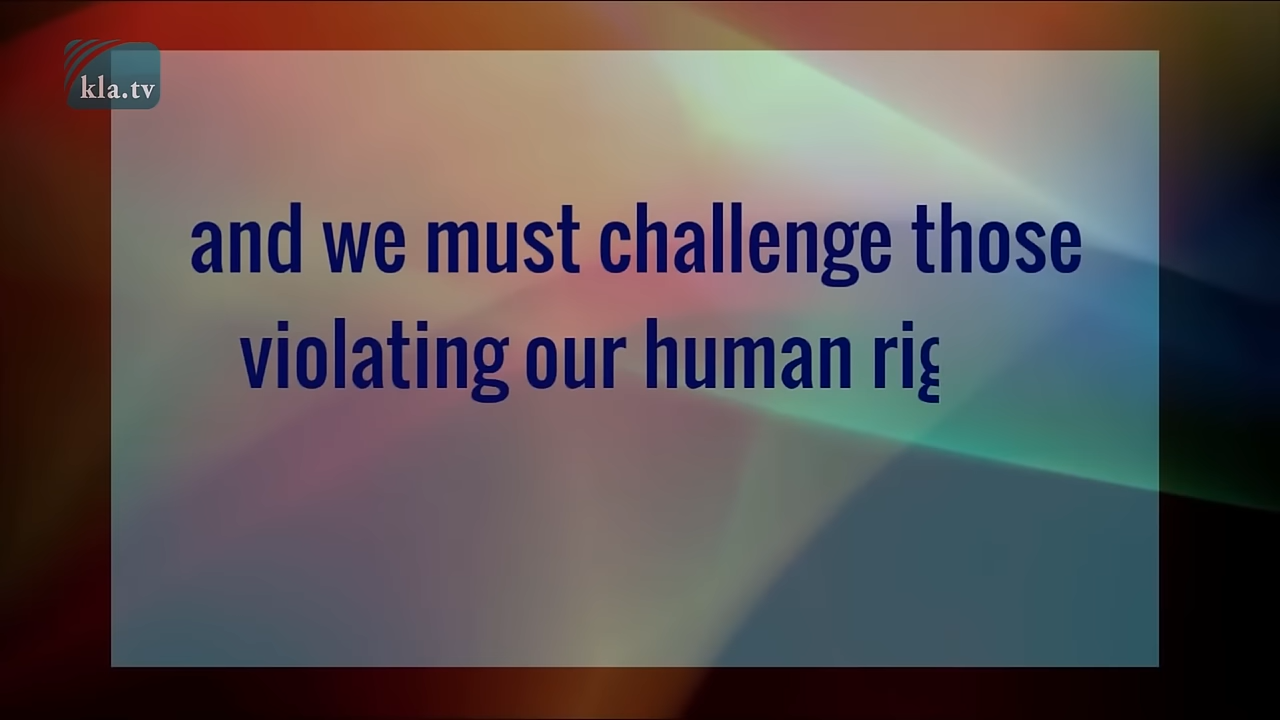 kla.tv
and we must challenge those
violating our human rig